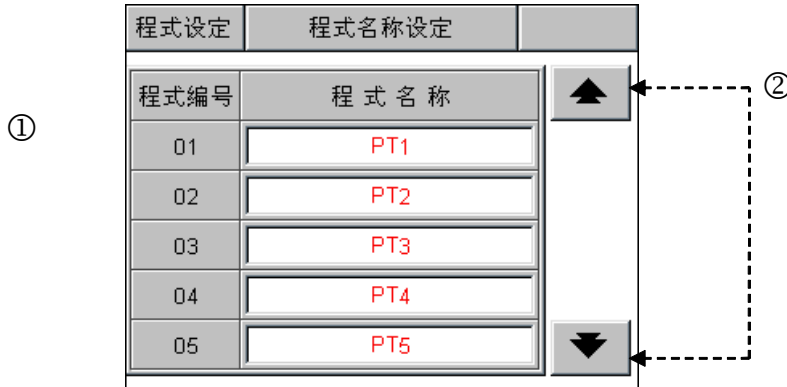 程式设定 程式名称设定
②
程式编号 程 式 名 称
①
01 PT1
02 PT2
03 PT3
04 PT4
05 PT5